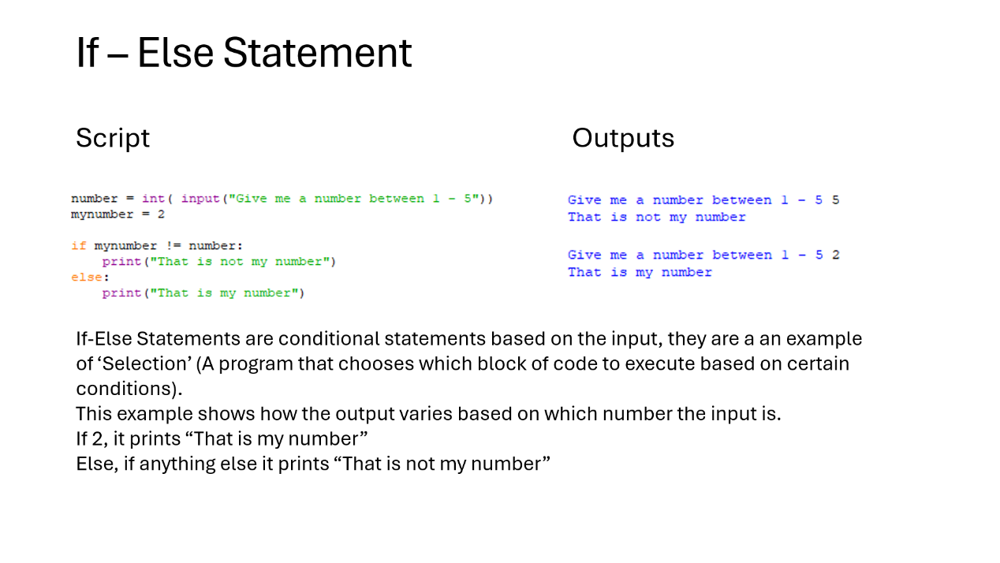 If – Else Statement
Script
number = int( input("Give me a number between 1 - 5"))
mynumber = 2
if mynumber != number:
    print("That is not my number")
else:
    print("That is my number")
Outputs
Give me a number between 1 - 5 5
That is not my number
Give me a number between 1 - 5 2
That is my number
If-Else Statements are conditional statements based on the input, they are a an example
of ‘Selection’ (A program that chooses which block of code to execute based on certain
conditions).
This example shows how the output varies based on which number the input is.
If 2, it prints “That is my number”
Else, if anything else it prints “That is not my number”